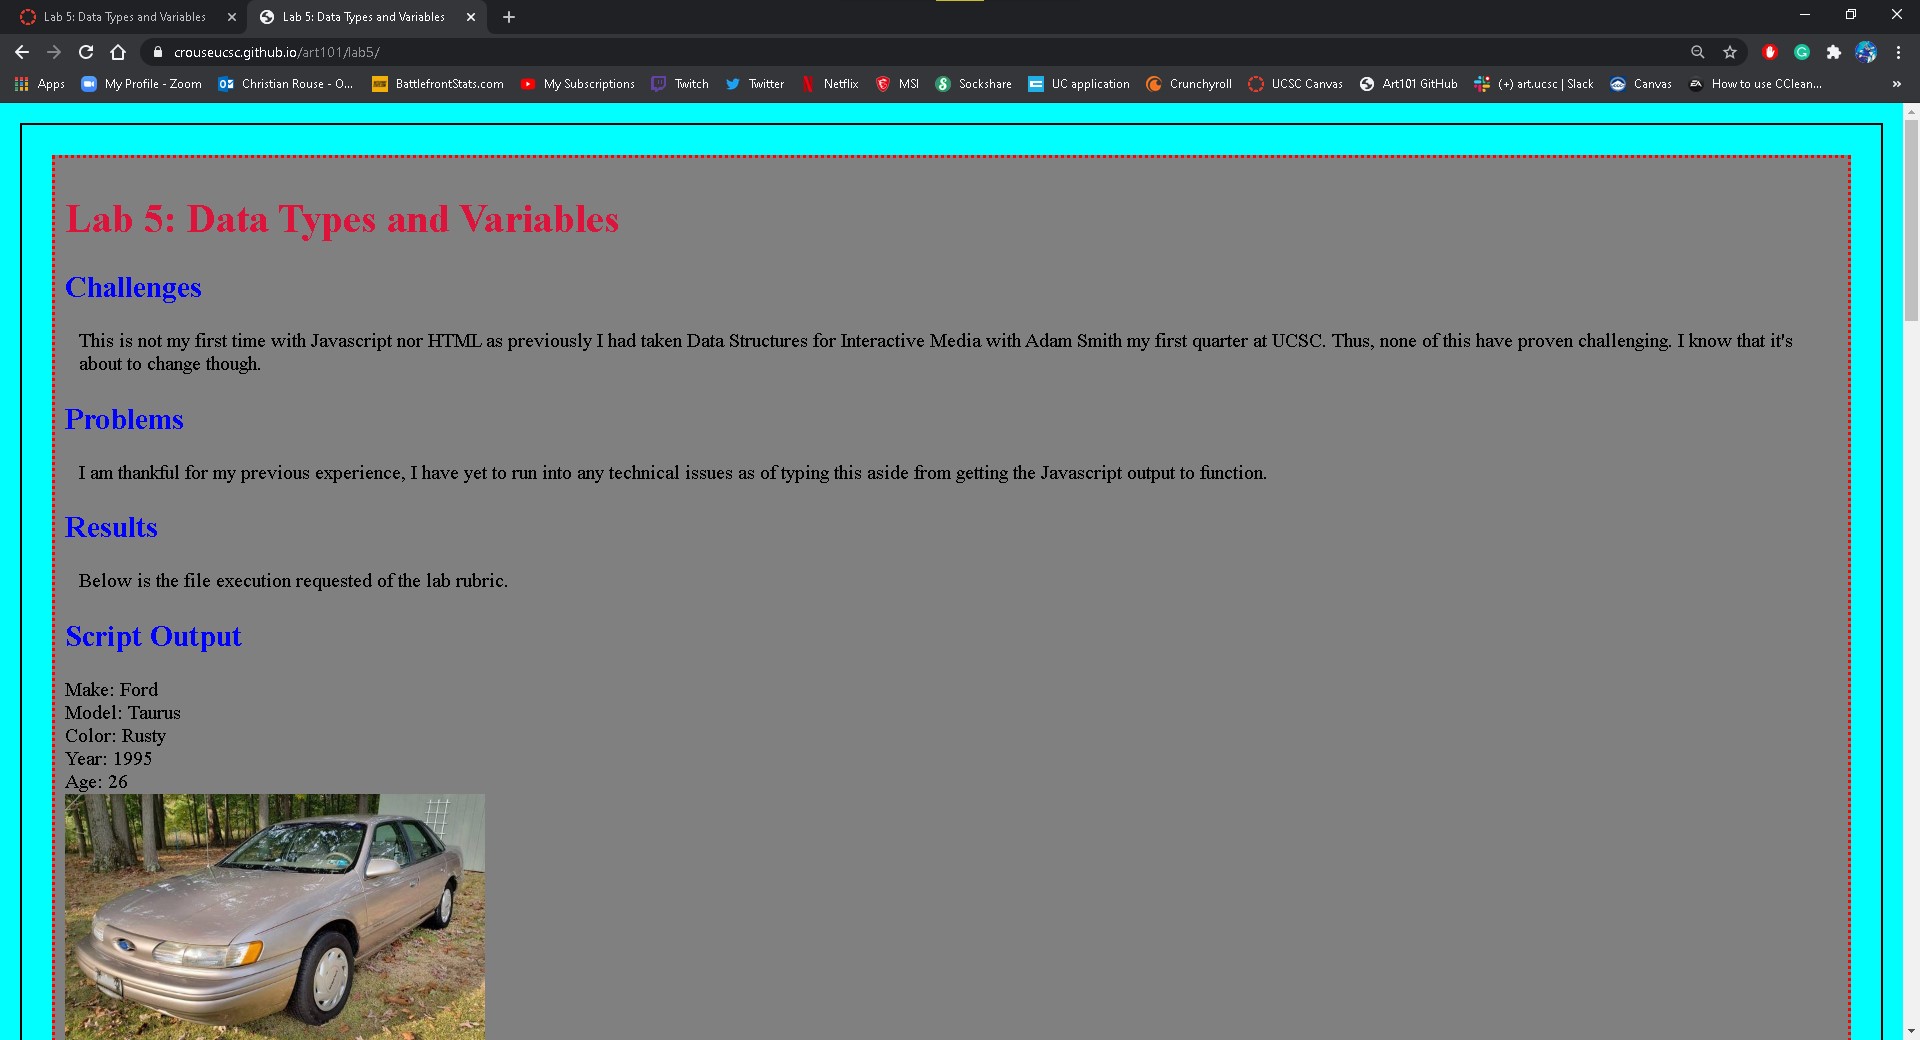 Lab 5: Data Types and Variables
Lab 5: Data Types and Variables
crouseucsc.github.io/art101/lab5/
Apps My Profile - Zoom Christian Rouse - O... BattlefrontStats.com My Subscriptions Twitch Twitter Netflix MSI Sockshare UC application Crunchyroll UCSC Canvas Art101 GitHub (+) art.ucsc | Slack Canvas How to use CClean... »
Lab 5: Data Types and Variables
Challenges
This is not my first time with Javascript nor HTML as previously I had taken Data Structures for Interactive Media with Adam Smith my first quarter at UCSC. Thus, none of this have proven challenging. I know that it's
about to change though.
Problems
I am thankful for my previous experience, I have yet to run into any technical issues as of typing this aside from getting the Javascript output to function.
Results
Below is the file execution requested of the lab rubric.
Script Output
Make: Ford
Model: Taurus
Color: Rusty
Year: 1995
Age: 26